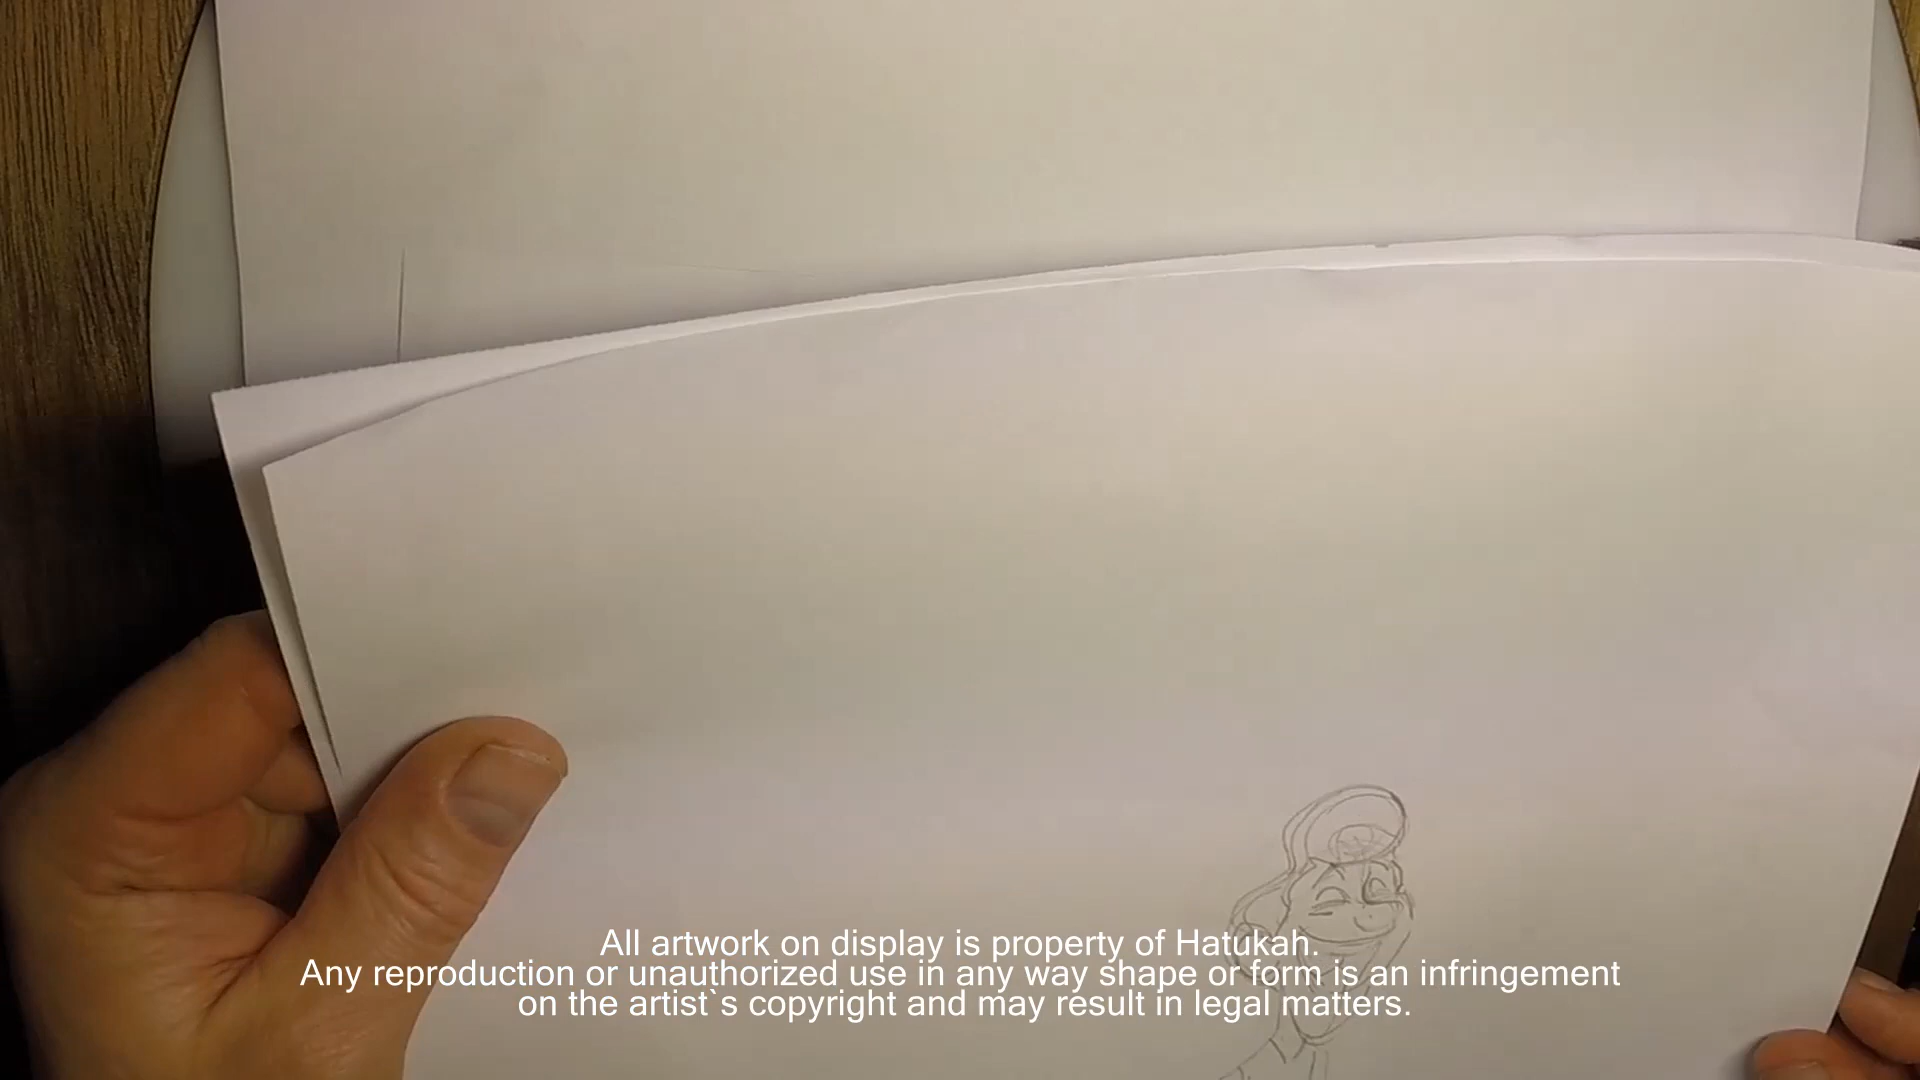 All artwork on display is property of Hatukah.
Any reproduction or unauthorized use in any way shape or form is an infringement
on the artist`s copyright and may result in legal matters.